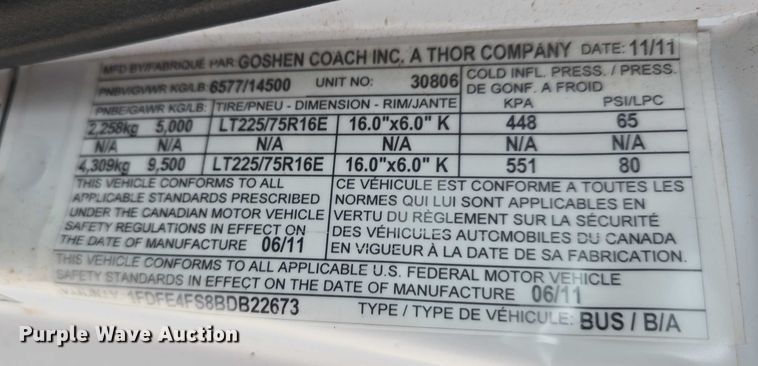 MFD BY/FABRIQUÉ PAR: GOSHEN COACH INC. A THOR COMPANY DATE: 11/11
PNBV/GVWR KG/LB: 6577/14500 UNIT NO: 30806 COLD INFL. PRESS. / PRESS. DE GONF. A FROID
PNBE/GAWR KG/LB: TIRE/PNEU - DIMENSION - RIM/JANTE KPA PSI/LPC
2,258kg 5,000 LT225/75R16E 16.0"x6.0" K 448 65
N/A N/A N/A N/A N/A N/A
4,309kg 9,500 LT225/75R16E 16.0"x6.0" K 551 80
THIS VEHICLE CONFORMS TO ALL
APPLICABLE STANDARDS PRESCRIBED
UNDER THE CANADIAN MOTOR VEHICLE
SAFETY REGULATIONS IN EFFECT ON
THE DATE OF MANUFACTURE 06/11
CE VÉHICULE EST CONFORME A TOUTES LES
NORMES QUI LUI SONT APPLICABLES EN
VERTU DU RÈGLEMENT SUR LA SÉCURITÉ
DES VÉHICULES AUTOMOBILES DU CANADA
EN VIGUEUR À LA DATE DE SA FABRICATION.
THIS VEHICLE CONFORMS TO ALL APPLICABLE U.S. FEDERAL MOTOR VEHICLE
SAFETY STANDARDS IN EFFECT ON THE DATE OF MANUFACTURE 06/11
1FDFE4FS8BDB22673 TYPE / TYPE DE VÉHICULE: BUS / B/A
Purple Wave Auctions